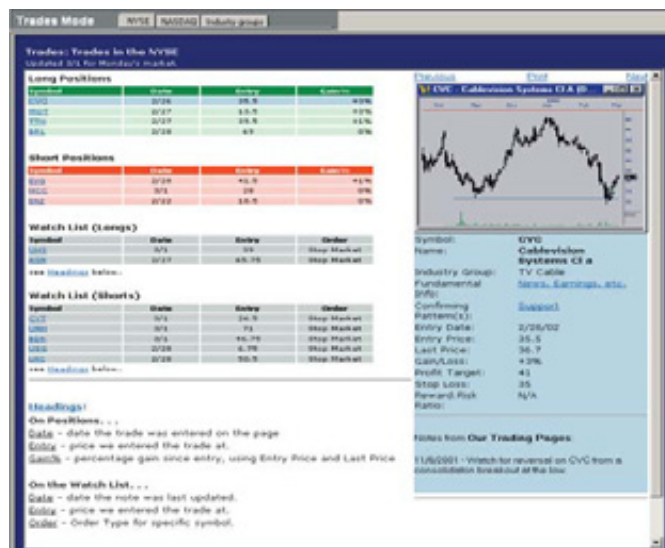 Trades Mode NYSE NASDAQ Industry groups
Trades: Trades in the NYSE
Updated 3/1 for Monday's market.
Long Positions
Symbol Date Entry Gain%
CVC 2/26 35.5 +3%
2/27
2/27
2/28 0%
Short Positions
Symbol Date Entry Gain%
2/28 41.5 +1%
3/1 0%
2/22 0%
Watch List (Longs)
Symbol Date Entry Order
3/1 Stop Market
2/27 Stop Market
see Headings below.
Watch List (Shorts)
Symbol Date Entry Order
3/1 Stop Market
3/1 71 Stop Market
3/1 Stop Market
2/28 Stop Market
2/28 50.5 Stop Market
see Headings below.
Headings:
On Positions...
Date - date the trade was entered on the page
Entry - price we entered the trade at.
Gain% - percentage gain since entry, using Entry Price and Last Price
On the Watch List...
Date - date the note was last updated.
Entry - price we entered the trade at.
Order - Order Type for specific symbol.
Previous Print Next
CVC - Cablevision Systems Cl A (D...
Symbol: CVC
Name: Cablevision
Systems Cl a
Industry Group: TV Cable
Fundamental News, Earnings, etc.
Info:
Confirming Support
Pattern(s):
Entry Date: 2/26/02
Entry Price: 35.5
Last Price: 36.7
Gain/Loss: +3%
Profit Target: 41
Stop Loss: 35
Reward:Risk N/A
Ratio:
Notes from Our Trading Pages
11/8/2001 - Watch for reversal on CVC from a
consolidation breakout at the low.